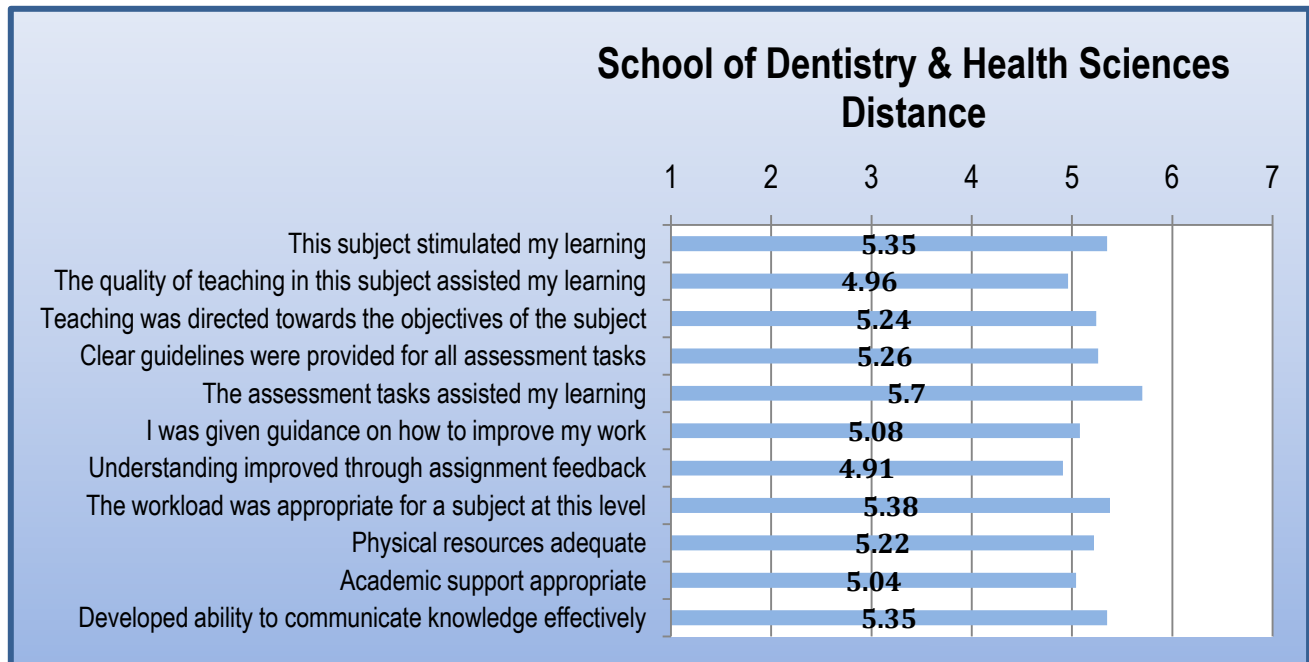 School of Dentistry & Health Sciences
Distance
1 2 3 4 5 6 7
This subject stimulated my learning 5.35
The quality of teaching in this subject assisted my learning 4.96
Teaching was directed towards the objectives of the subject 5.24
Clear guidelines were provided for all assessment tasks 5.26
The assessment tasks assisted my learning 5.7
I was given guidance on how to improve my work 5.08
Understanding improved through assignment feedback 4.91
The workload was appropriate for a subject at this level 5.38
Physical resources adequate 5.22
Academic support appropriate 5.04
Developed ability to communicate knowledge effectively 5.35